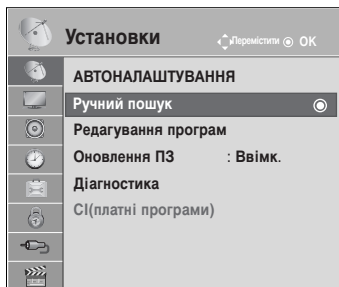 Установки Перемістити OK
АВТОНАЛАШТУВАННЯ
Ручний пошук
Редагування програм
Оновлення ПЗ : Ввімк.
Діагностика
CI(платні програми)